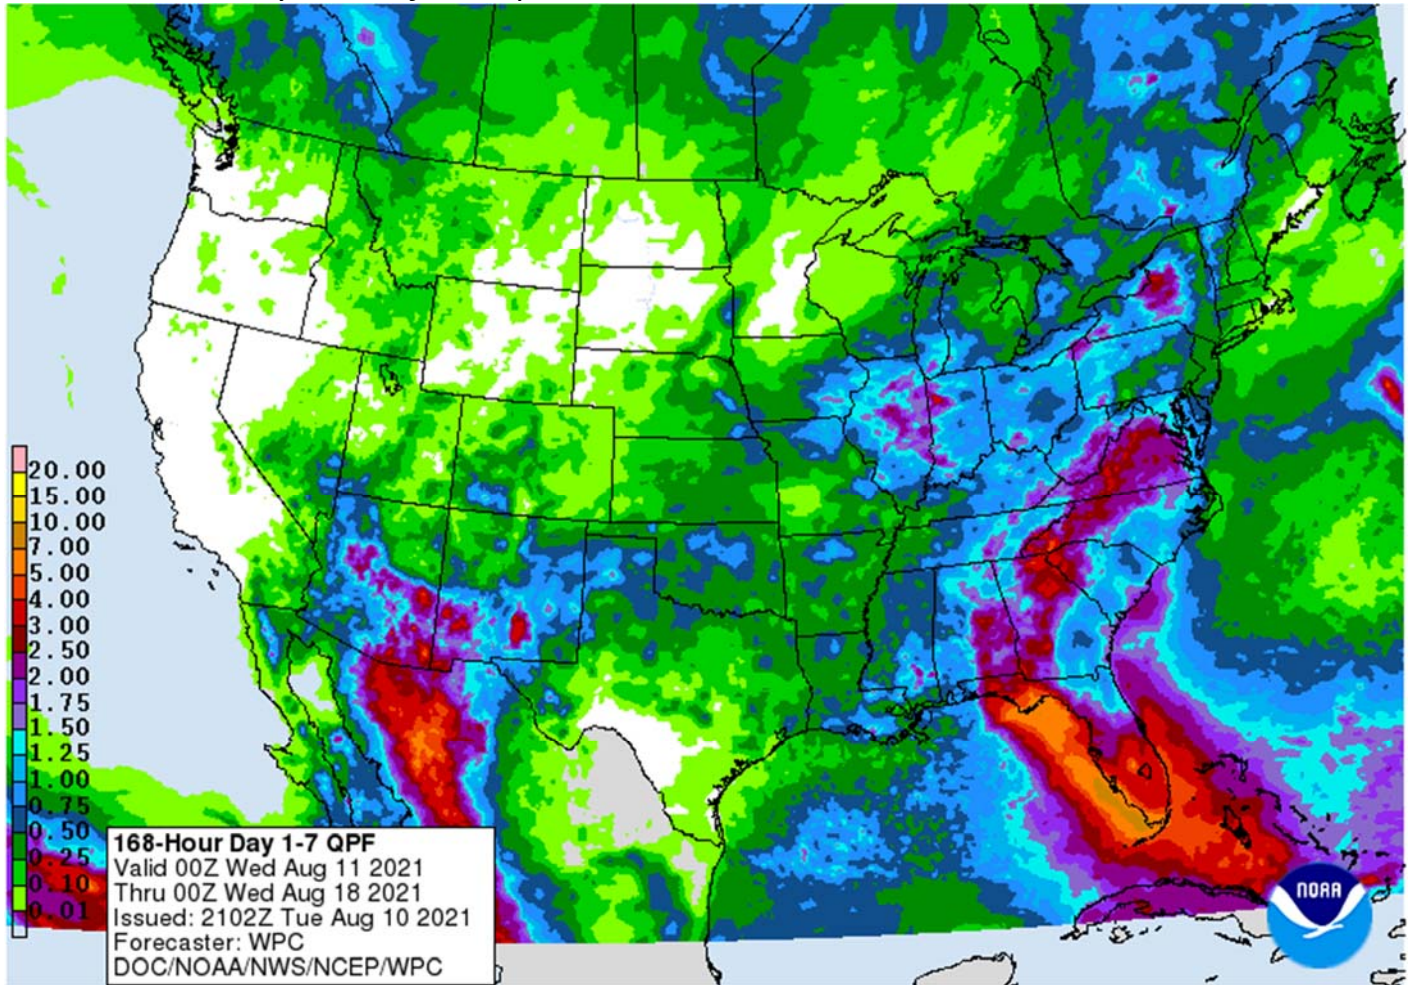 20.00
15.00
10.00
7.00
5.00
4.00
3.00
2.50
2.00
1.75
1.50
1.25
1.00
0.75
0.50
0.25
0.10
0.01
168-Hour Day 1-7 QPF
Valid 00Z Wed Aug 11 2021
Thru 00Z Wed Aug 18 2021
Issued: 2102Z Tue Aug 10 2021
Forecaster: WPC
DOC/NOAA/NWS/NCEP/WPC
NOAA